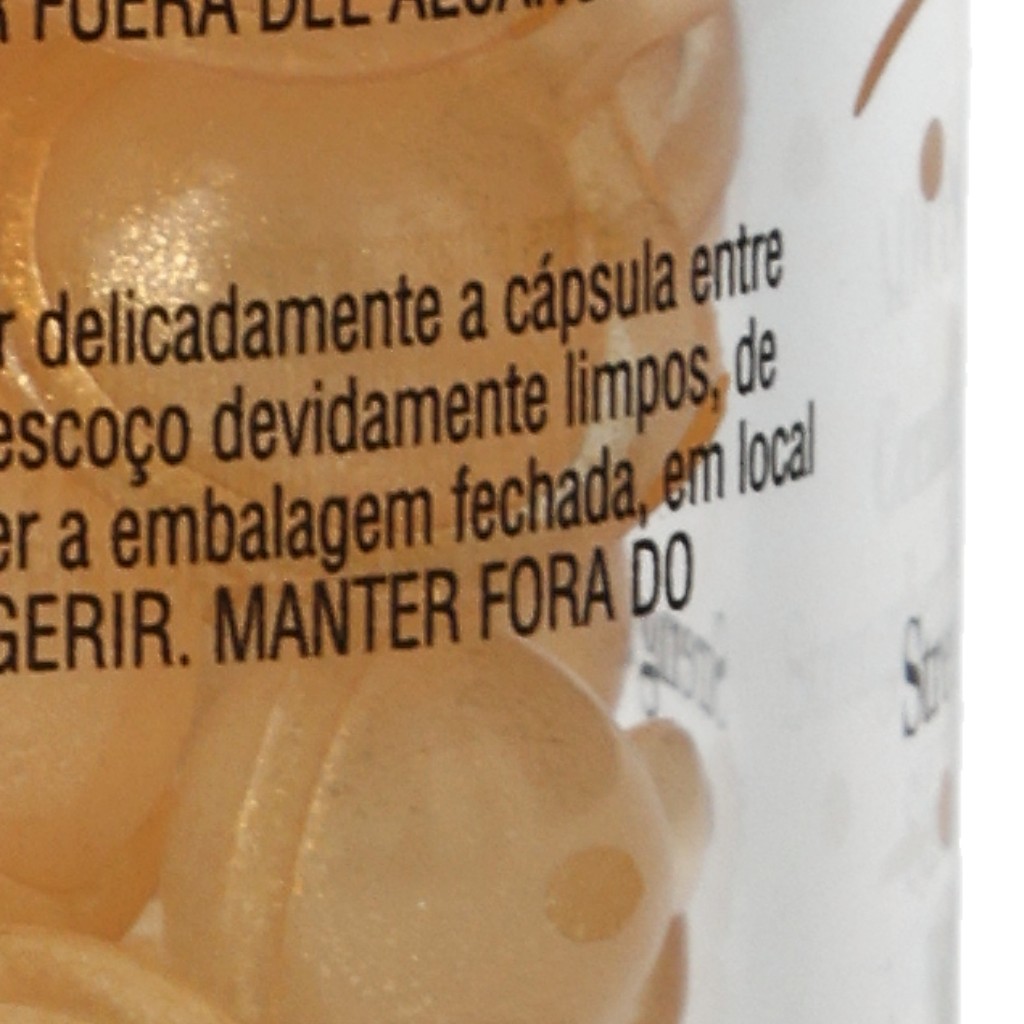 FUERA DEL
r delicadamente a cápsula entre
escoço devidamente limpos, de
er a embalagem fechada, em local
GERIR. MANTER FORA DO